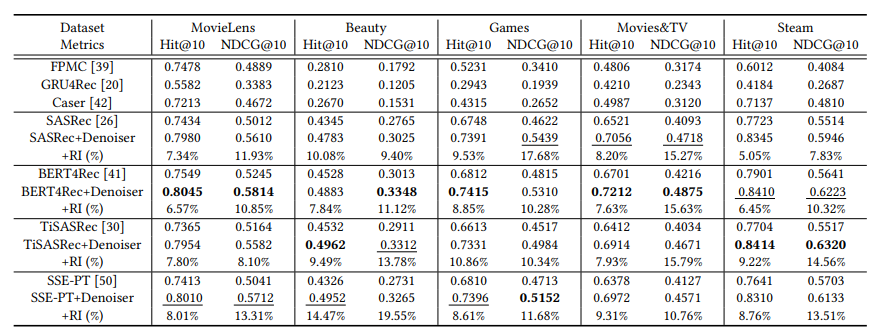 Dataset MovieLens Beauty Games Movies&TV Steam
Metrics Hit@10 NDCG@10 Hit@10 NDCG@10 Hit@10 NDCG@10 Hit@10 NDCG@10 Hit@10 NDCG@10
FPMC [39] 0.7478 0.4889 0.2810 0.1792 0.5231 0.3410 0.4806 0.3174 0.6012 0.4084
GRU4Rec [20] 0.5582 0.3383 0.2123 0.1205 0.2943 0.1939 0.4210 0.2343 0.4184 0.2687
Caser [42] 0.7213 0.4672 0.2670 0.1531 0.4315 0.2652 0.4987 0.3120 0.7137 0.4810
SASRec [26] 0.7434 0.5012 0.4345 0.2765 0.6748 0.4622 0.6521 0.4093 0.7723 0.5514
SASRec+Denoiser 0.7980 0.5610 0.4783 0.3025 0.7391 0.5439 0.7056 0.4718 0.8345 0.5946
+RI (%) 7.34% 11.93% 10.08% 9.40% 9.53% 17.68% 8.20% 15.27% 5.05% 7.83%
BERT4Rec [41] 0.7549 0.5245 0.4528 0.3013 0.6812 0.4815 0.6701 0.4216 0.7901 0.5641
BERT4Rec+Denoiser 0.8045 0.5814 0.4883 0.3348 0.7415 0.5310 0.7212 0.4875 0.8410 0.6223
+RI (%) 6.57% 10.85% 7.84% 11.12% 8.85% 10.28% 7.63% 15.63% 6.45% 10.32%
TiSASRec [30] 0.7365 0.5164 0.4532 0.2911 0.6613 0.4517 0.6412 0.4034 0.7704 0.5517
TiSASRec+Denoiser 0.7954 0.5582 0.4962 0.3312 0.7331 0.4984 0.6914 0.4671 0.8414 0.6320
+RI (%) 7.80% 8.10% 9.49% 13.78% 10.86% 10.34% 7.93% 15.79% 9.22% 14.56%
SSE-PT [50] 0.7413 0.5041 0.4326 0.2731 0.6810 0.4713 0.6378 0.4127 0.7641 0.5703
SSE-PT+Denoiser 0.8010 0.5712 0.4952 0.3265 0.7396 0.5152 0.6972 0.4571 0.8310 0.6133
+RI (%) 8.01% 13.31% 14.47% 19.55% 8.61% 11.68% 9.31% 10.76% 8.76% 13.51%